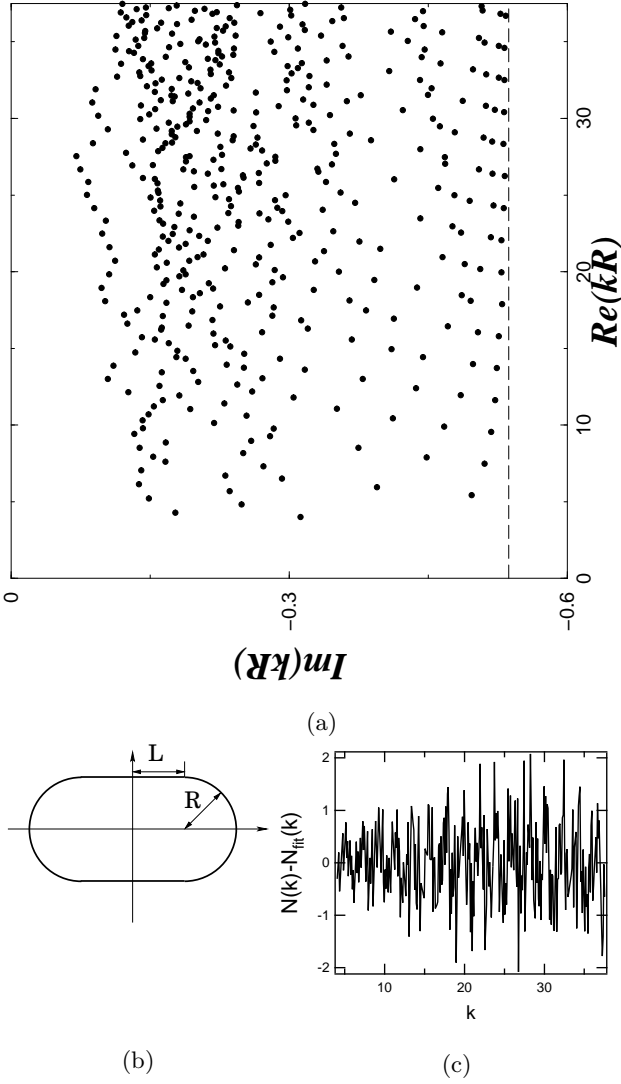 0
−0.3
−0.6
Im(kR)
0
10
20
30
Re(kR)
(a)
L
R
(b)
N(k)-N_fit(k)
2
1
0
-1
-2
10
20
30
k
(c)